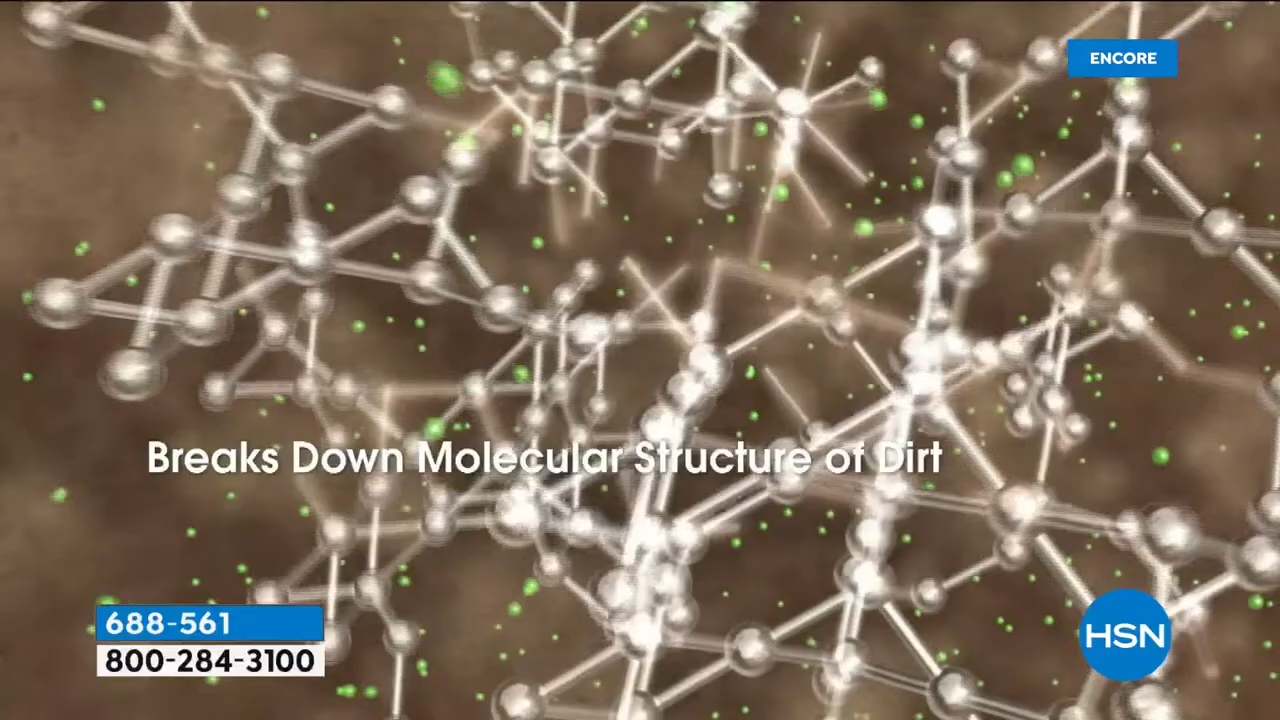 ENCORE
Breaks Down Molecular Structure of Dirt
688-561
800-284-3100
HSN